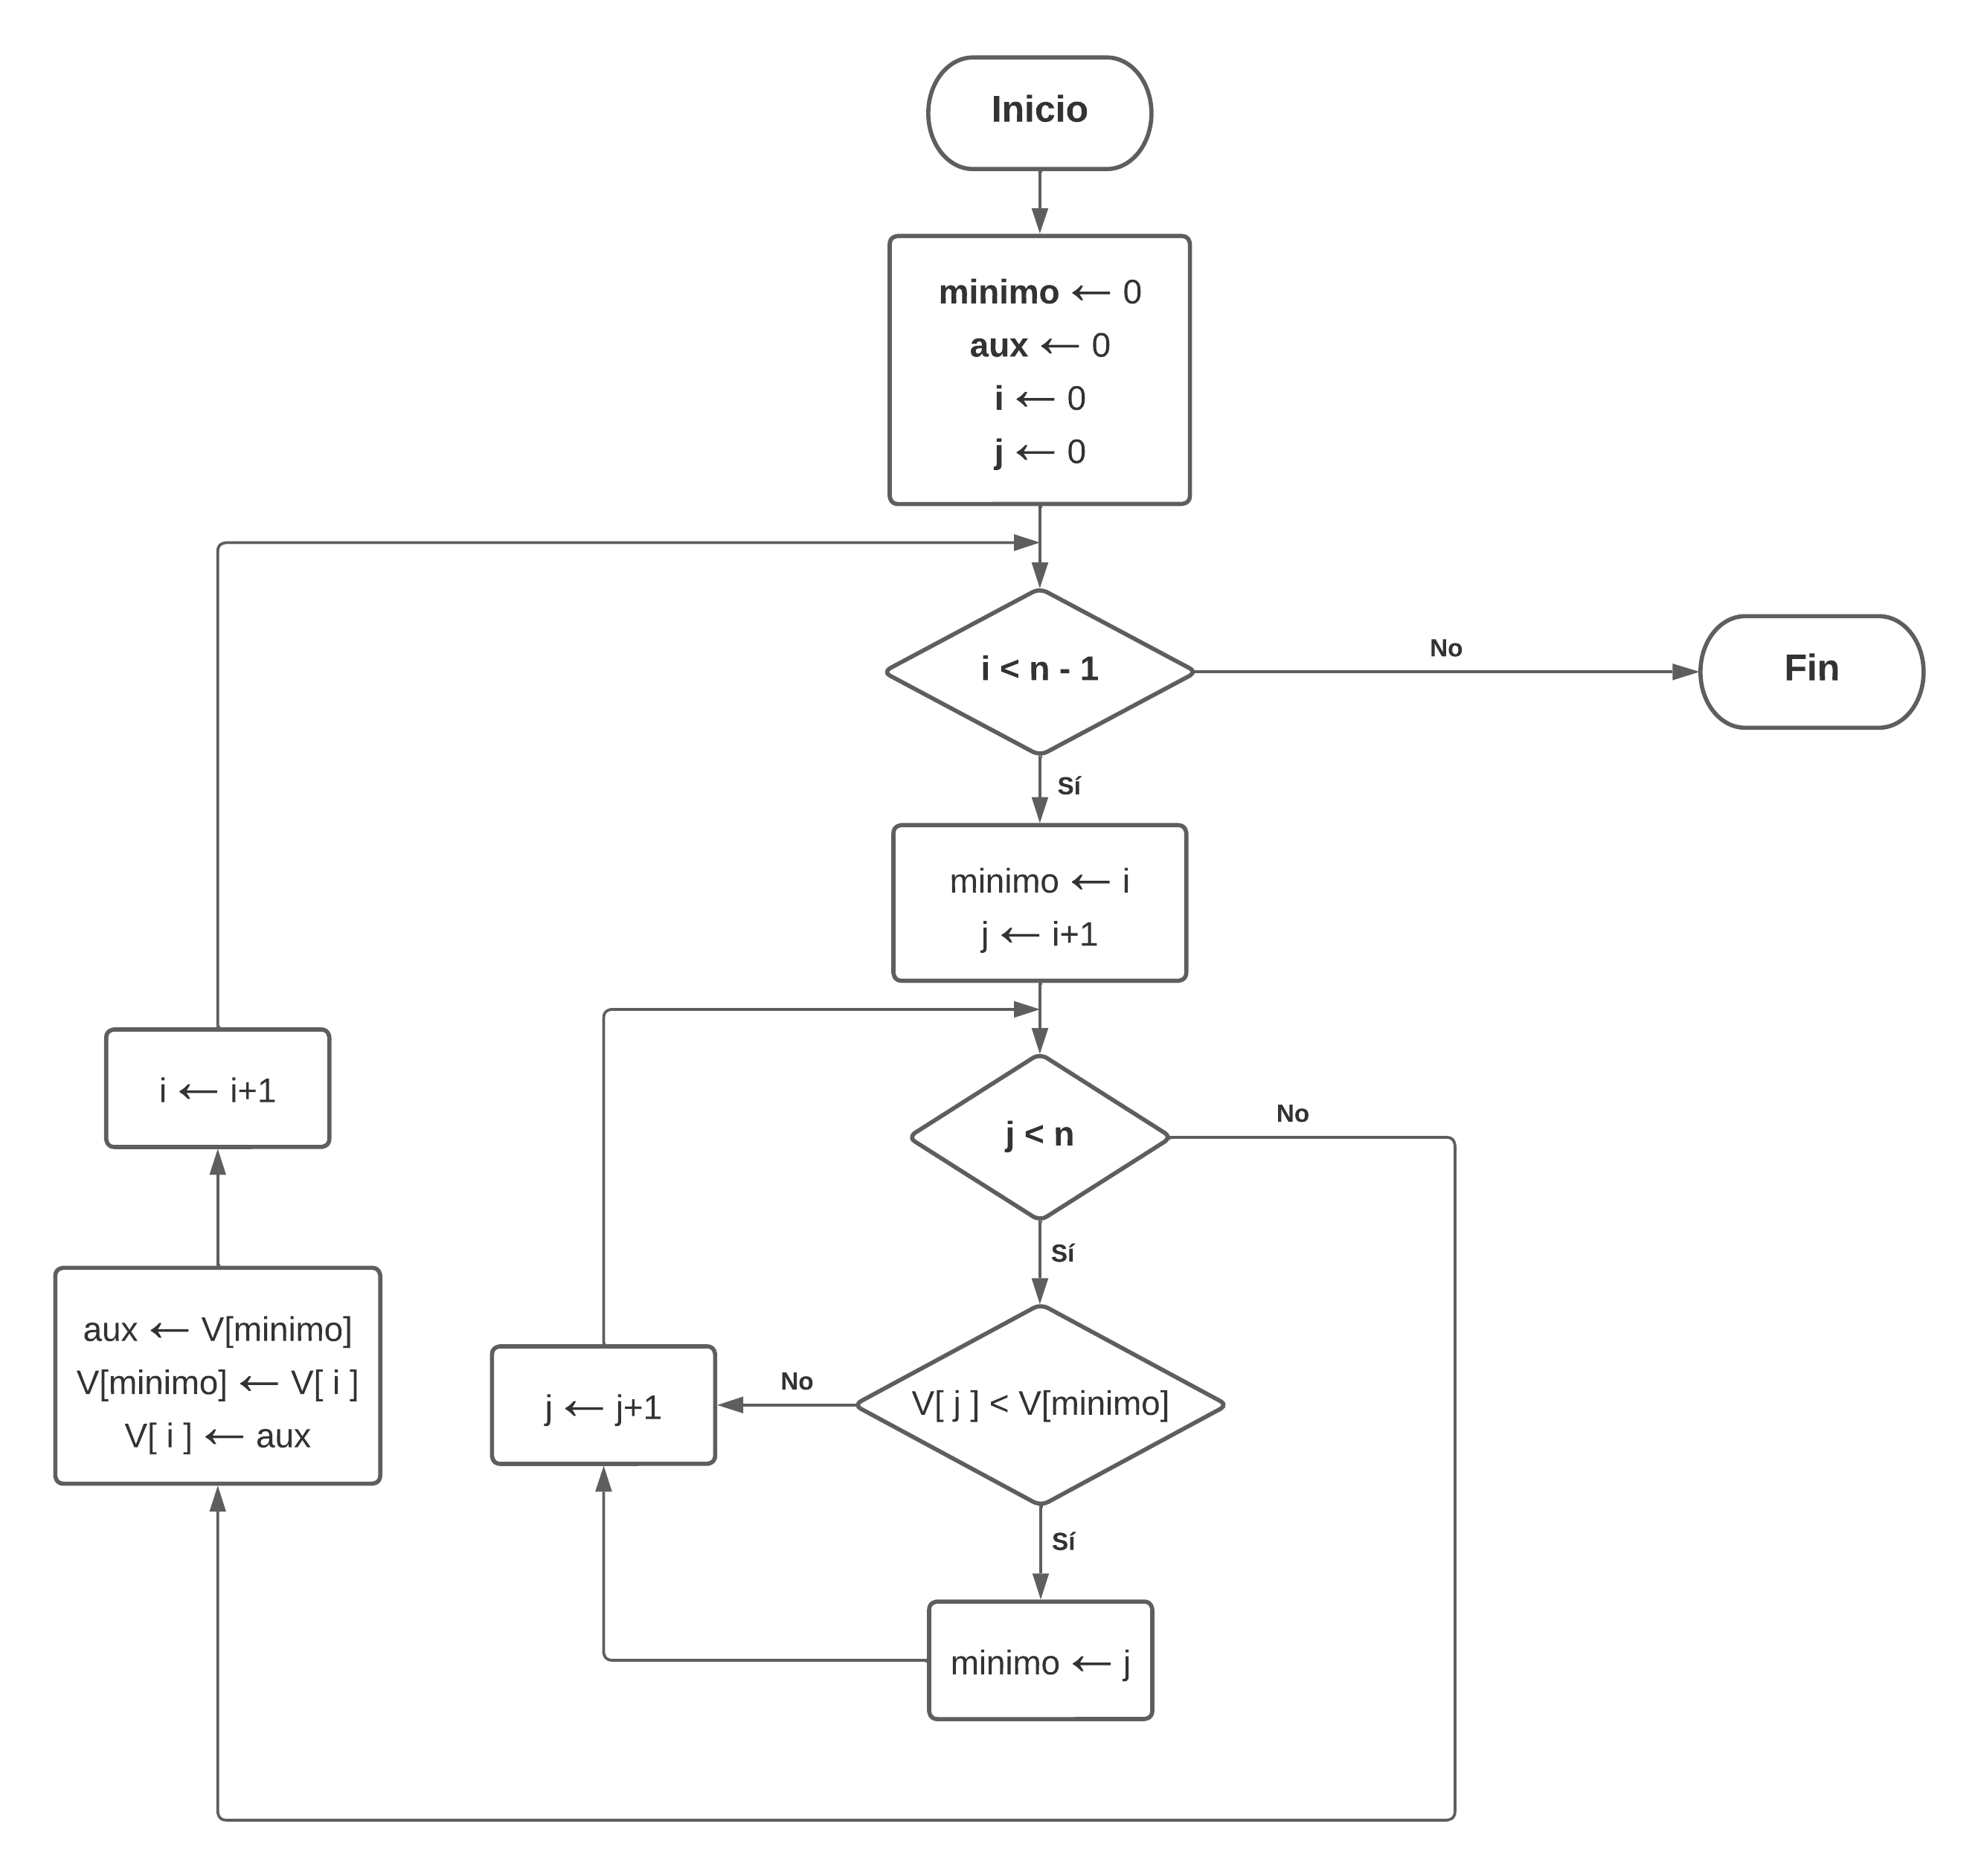 Inicio
minimo ← 0
aux ← 0
i ← 0
j ← 0
i < n - 1
No
Fin
Sí
minimo ← i
j ← i+1
i ← i+1
j < n
No
Sí
aux ← V[minimo]
V[minimo] ← V[ i ]
V[ i ] ← aux
j ← j+1
No
V[ j ] < V[minimo]
Sí
minimo ← j